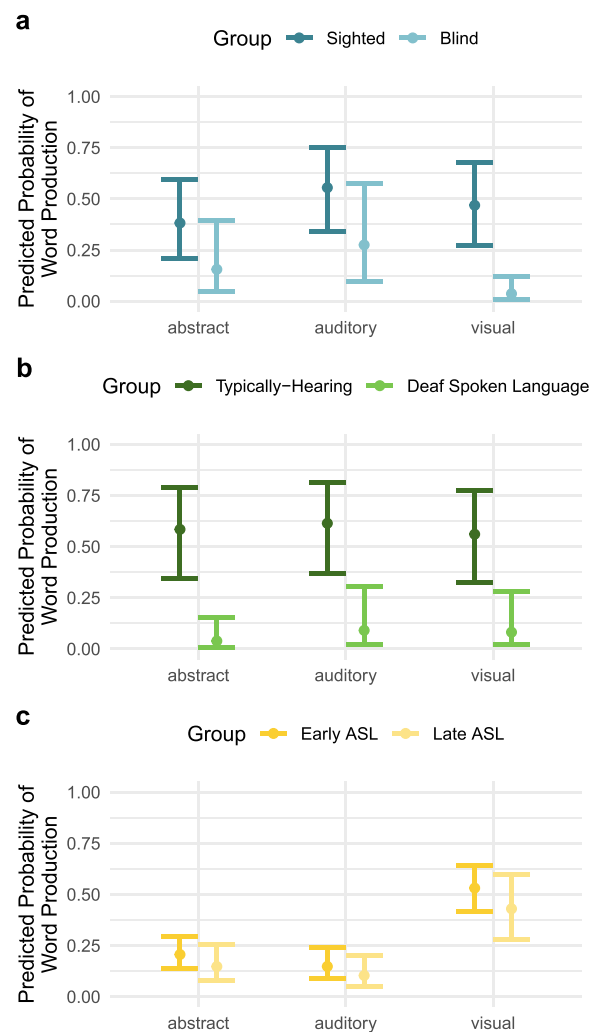 a
Group Sighted Blind
Predicted Probability of
Word Production
1.00
0.75
0.50
0.25
0.00
abstract auditory visual
b
Group Typically−Hearing Deaf Spoken Language
Predicted Probability of
Word Production
1.00
0.75
0.50
0.25
0.00
abstract auditory visual
c
Group Early ASL Late ASL
Predicted Probability of
Word Production
1.00
0.75
0.50
0.25
0.00
abstract auditory visual